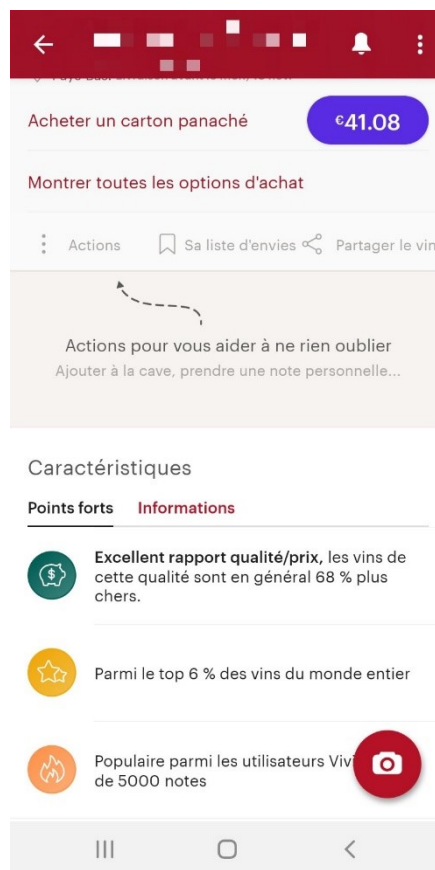 Acheter un carton panaché
€41.08
Montrer toutes les options d'achat
Actions
Sa liste d'envies
Partager le vin
Actions pour vous aider à ne rien oublier
Ajouter à la cave, prendre une note personnelle...
Caractéristiques
Points forts
Informations
Excellent rapport qualité/prix, les vins de
cette qualité sont en général 68 % plus
chers.
Parmi le top 6 % des vins du monde entier
Populaire parmi les utilisateurs
de 5000 notes